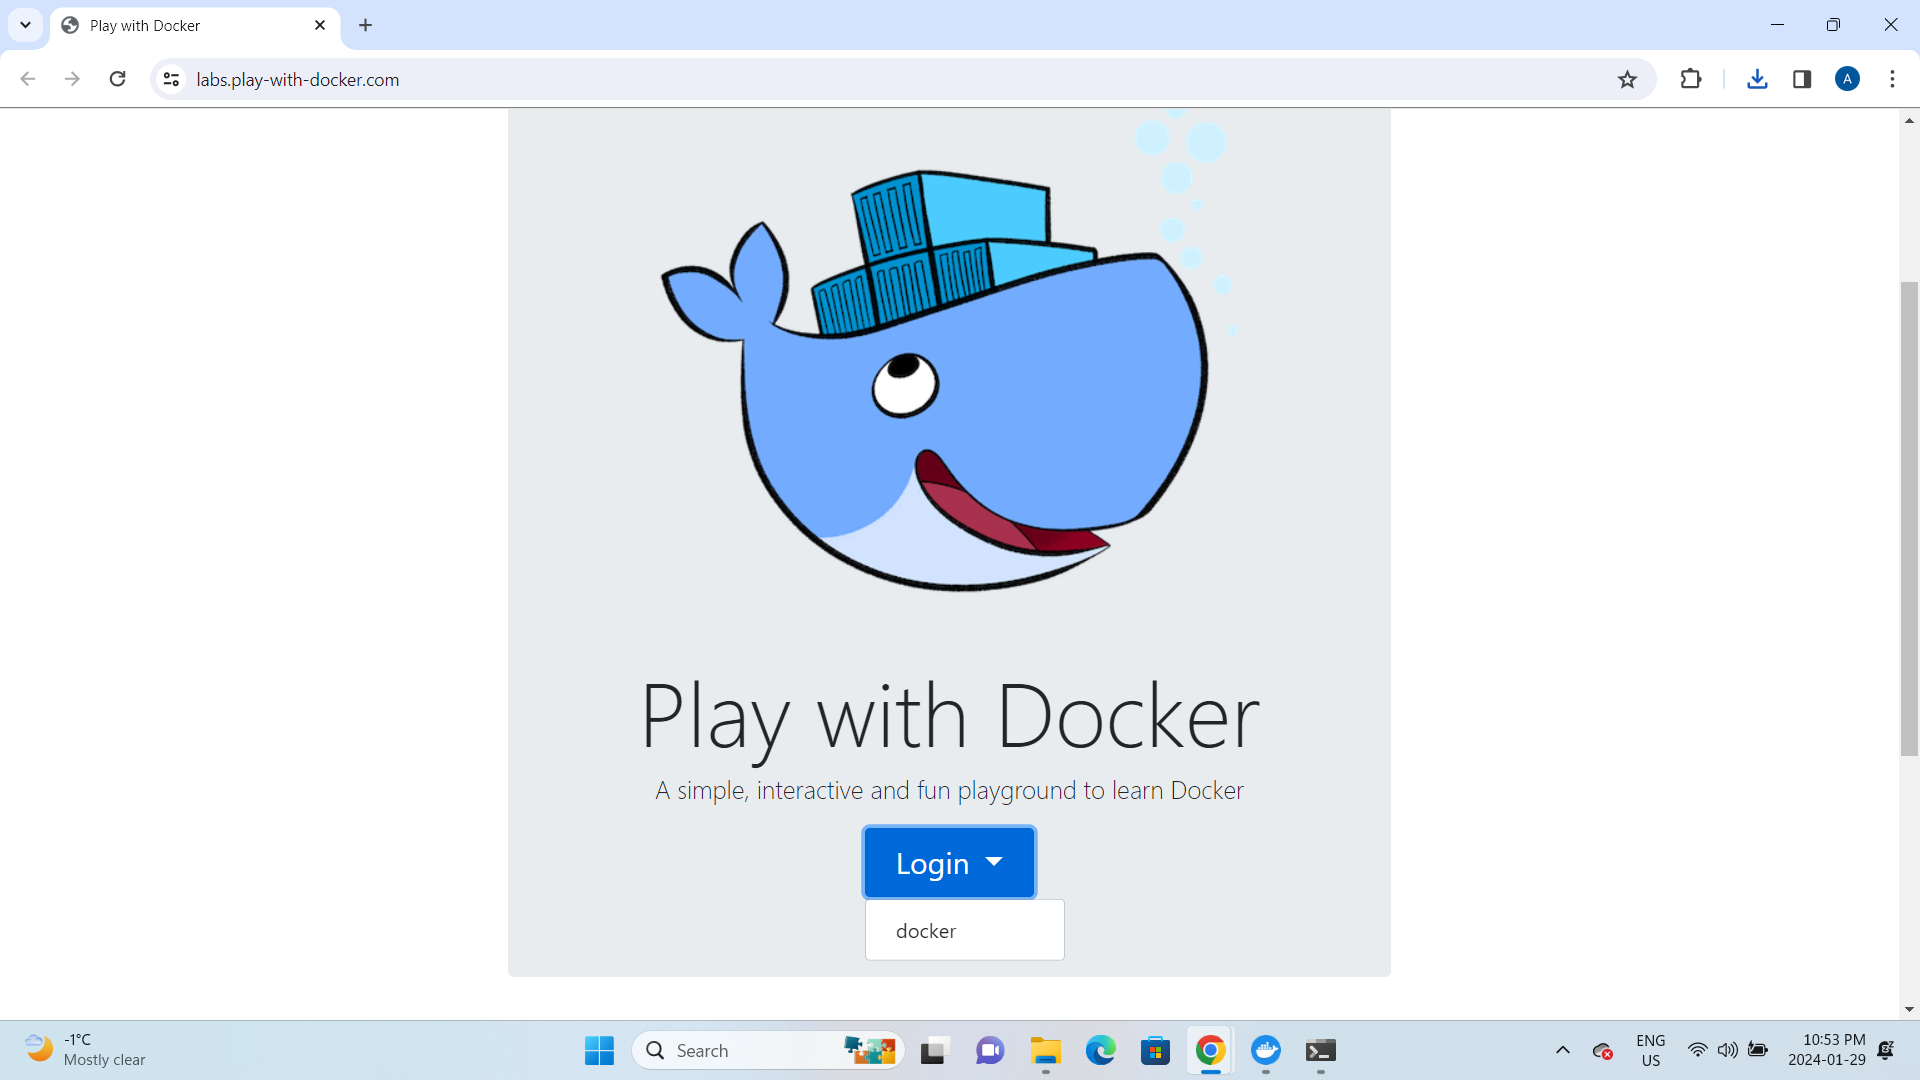 Play with Docker
labs.play-with-docker.com
A
Play with Docker
A simple, interactive and fun playground to learn Docker
Login
docker
-1°C
Mostly clear
Search
ENG
US
10:53 PM
2024-01-29